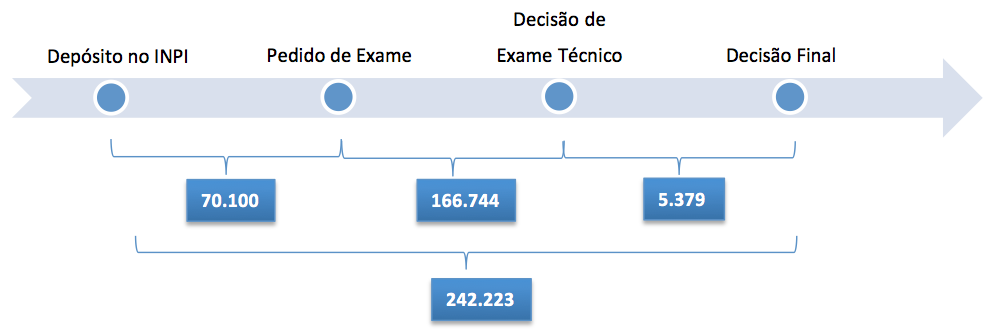 Depósito no INPI
Pedido de Exame
Decisão de
Exame Técnico
Decisão Final
70.100
166.744
5.379
242.223